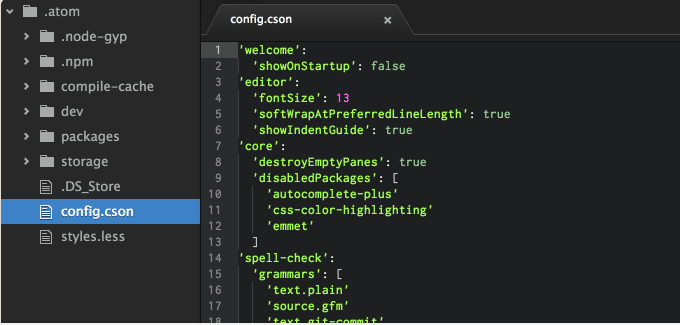 .atom
.node-gyp
.npm
compile-cache
dev
packages
storage
.DS_Store
config.cson
styles.less
config.cson ×
1 'welcome':
2 'showOnStartup': false
3 'editor':
4 'fontSize': 13
5 'softWrapAtPreferredLineLength': true
6 'showIndentGuide': true
7 'core':
8 'destroyEmptyPanes': true
9 'disabledPackages': [
10 'autocomplete-plus'
11 'css-color-highlighting'
12 'emmet'
13 ]
14 'spell-check':
15 'grammars': [
16 'text.plain'
17 'source.gfm'
18 'text.git-commit'